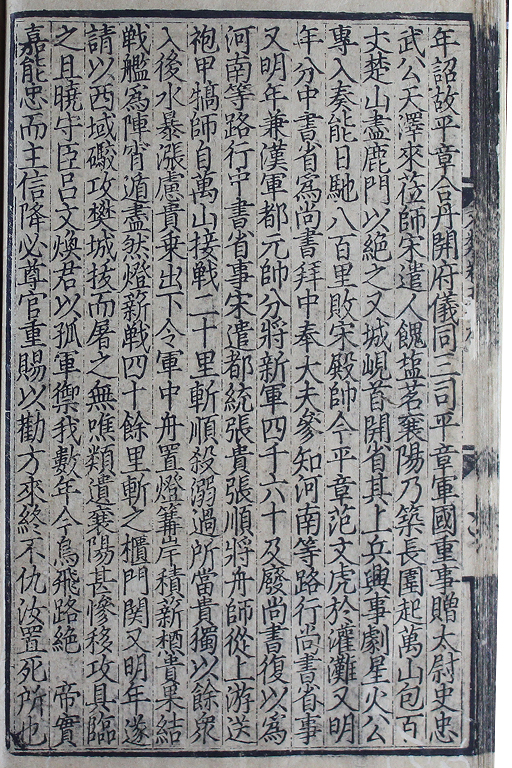 年詔故平章合丹開府儀同三司平章軍國重事贈太尉史忠
武公天澤來莅師宋遣人餽塩茗襄陽乃築長圍起萬山包百
丈楚山盡鹿門以絶之又城峴首開省其上兵興事劇星火公
專入奏能日馳八百里敗宋殿帥今平章范文虎於灌灘又明
年分中書省爲尚書拜中奉大夫參知河南等路行尚書省事
又明年兼漢軍都元帥分將新軍四千六十及廢尚書復以爲
河南等路行中書省事宋遣都統張貴張順將舟師從上游送
袍甲犒師自萬山接戰二十里斬順殺溺過所當貴獨以餘衆
入後水暴漲慮貴乗出下令軍中舟置燈篝岸積薪楢貴果結
戰艦爲陣宵遁盡然燈薪戰四十餘里斬之櫃門関又明年遂
請以西域礮攻樊城拔而屠之無噍類遺襄陽甚慘移攻具臨
之且曉守臣吕文焕君以孤軍禦我數年今鳥飛路絶　帝實
嘉能忠而主信降必尊官重賜以勸方來終不仇汝置死所也